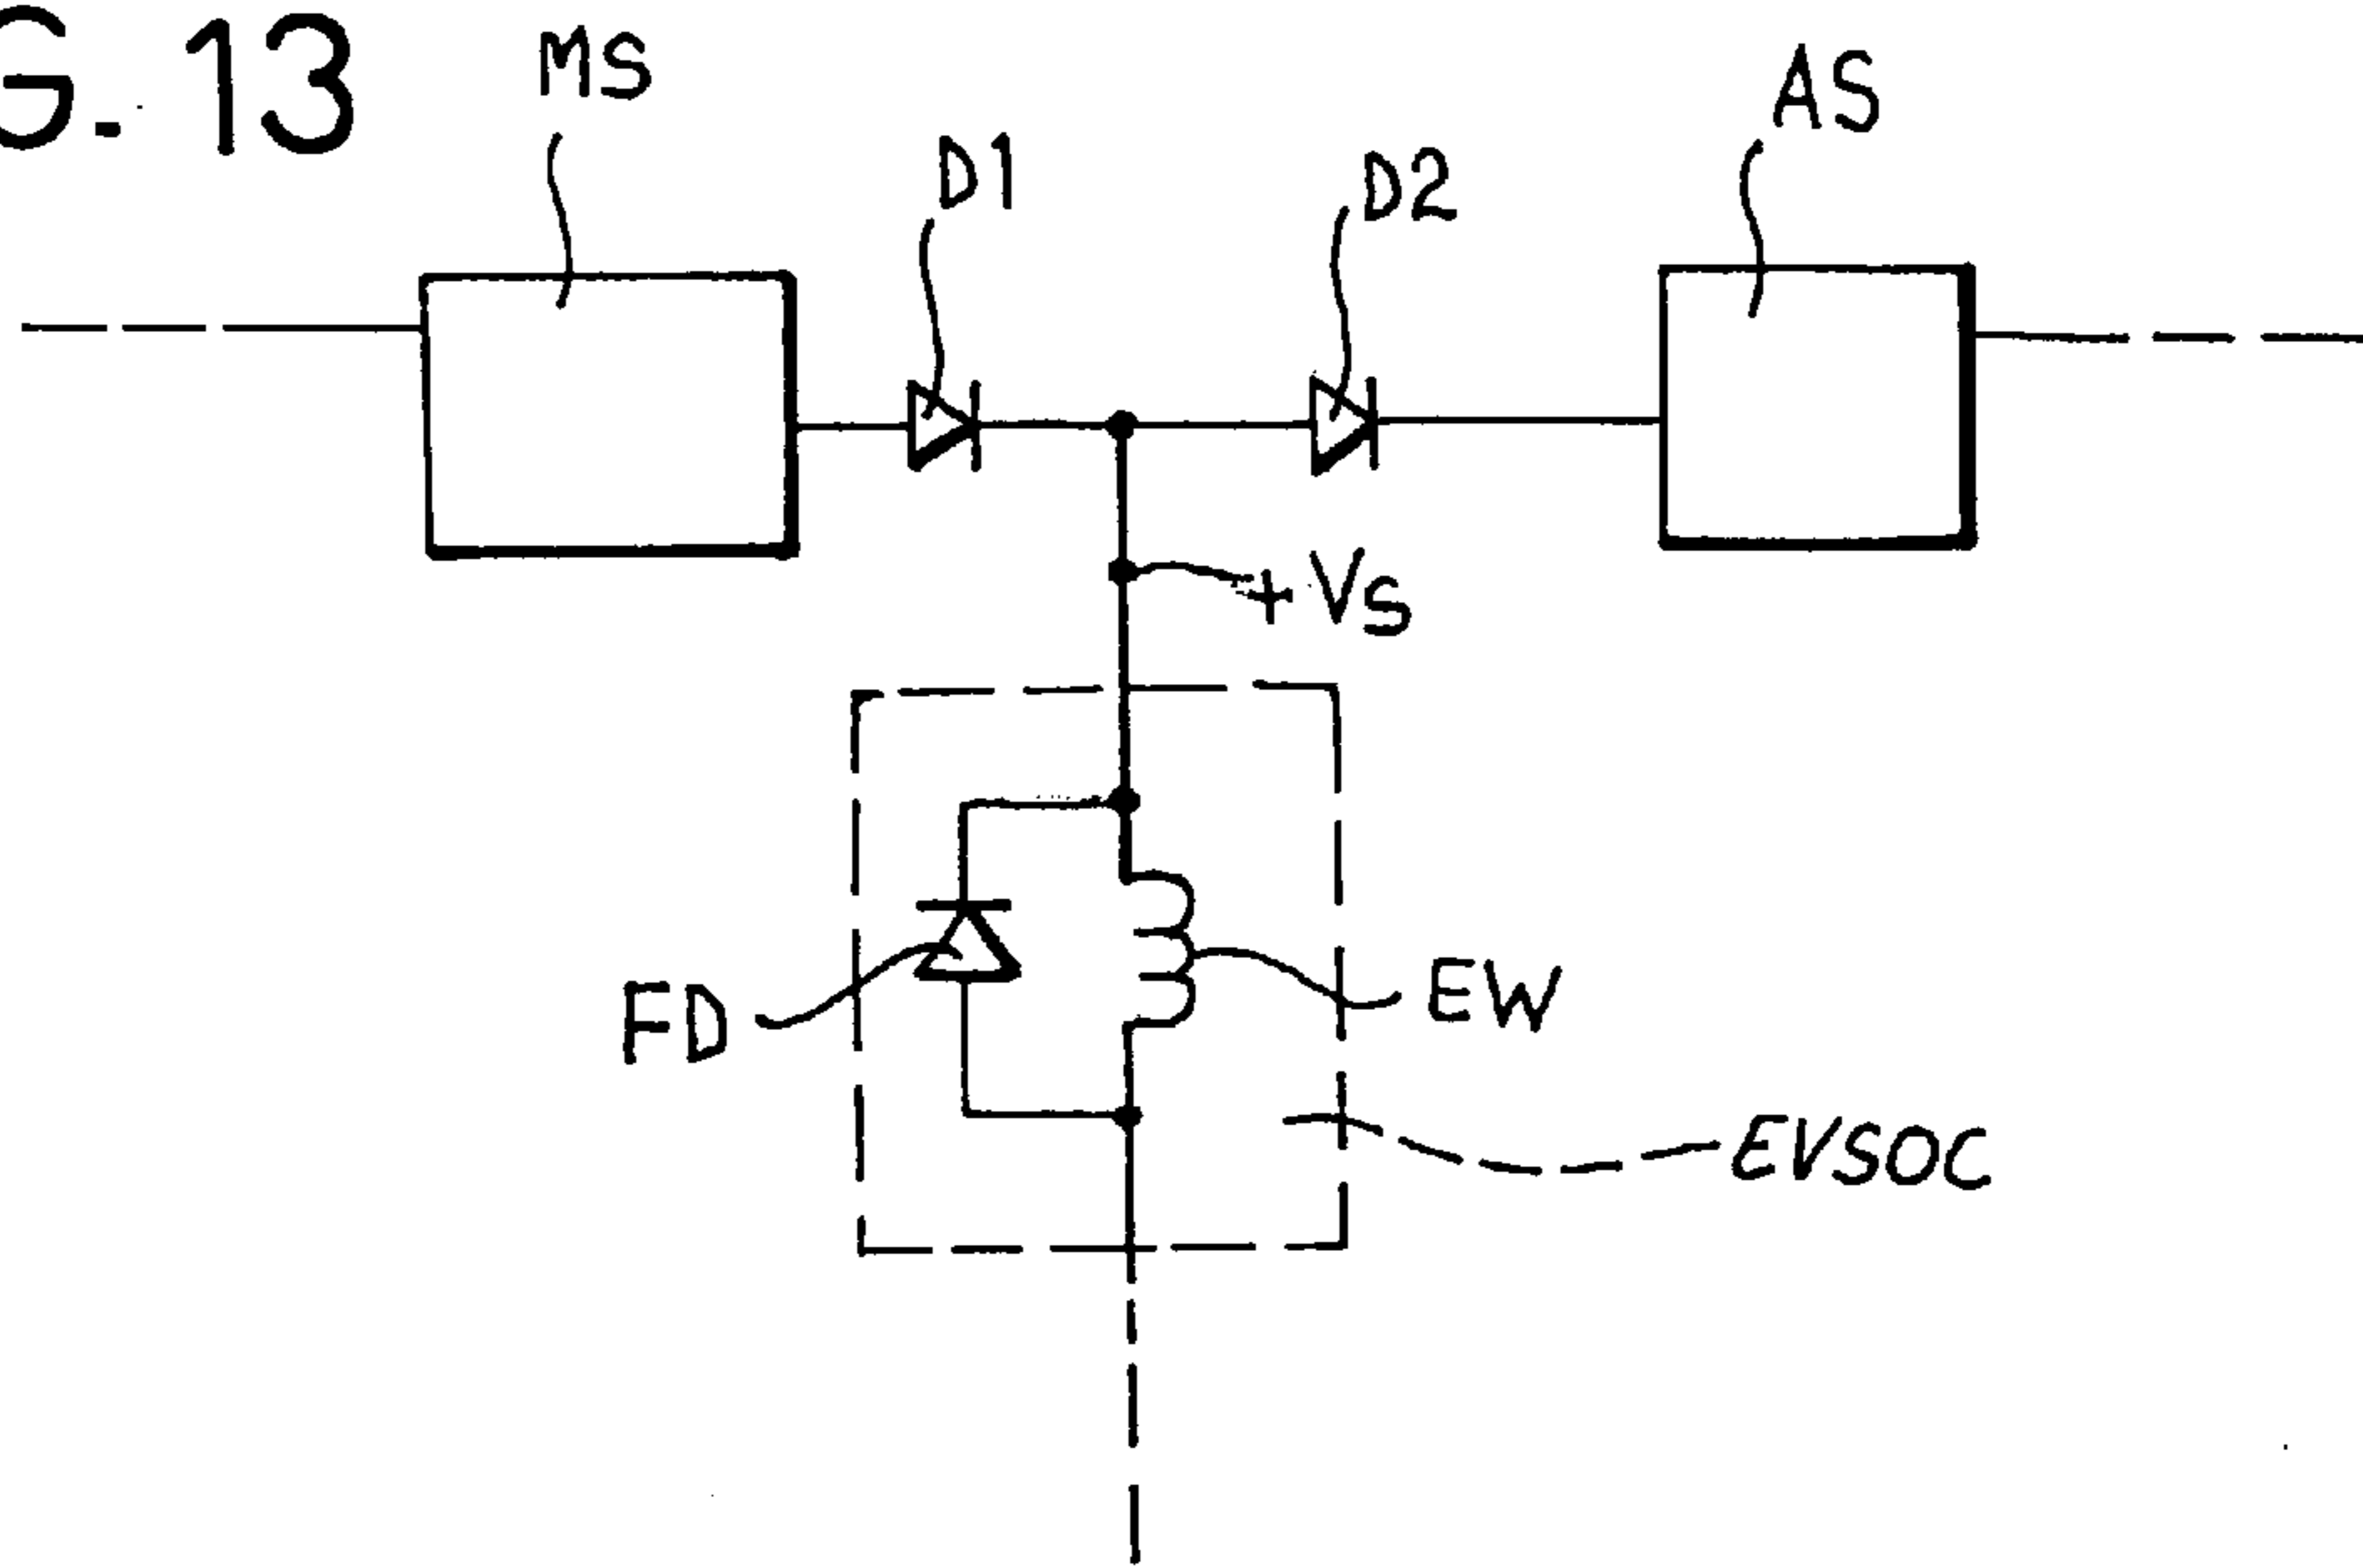 G. 13
MS
AS
D1
D2
+Vs
FD
EW
EVSOC